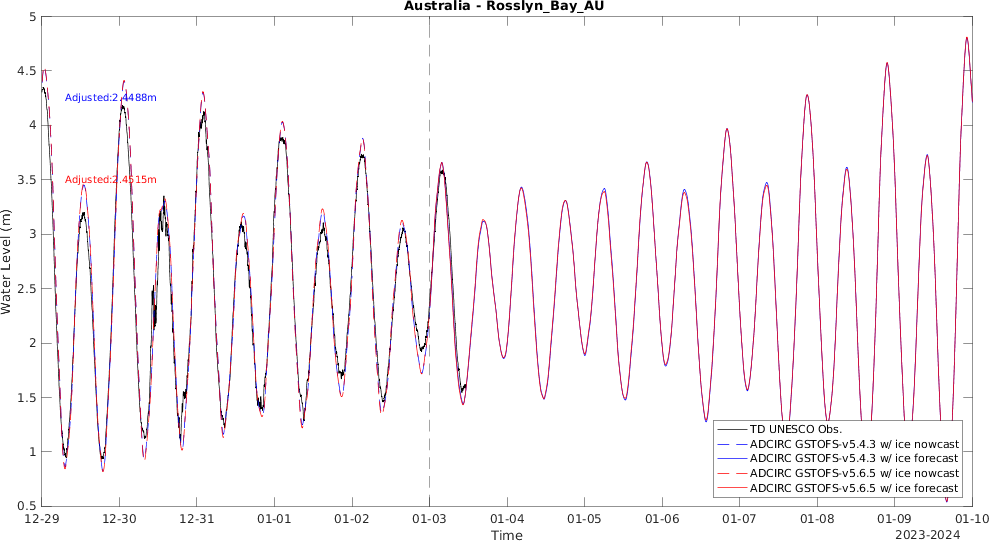 Australia - Rosslyn_Bay_AU
5
4.5
4
3.5
3
2.5
2
1.5
1
0.5
Water Level (m)
Adjusted:2.4488m
Adjusted:2.4515m
TD UNESCO Obs.
ADCIRC GSTOFS-v5.4.3 w/ ice nowcast
ADCIRC GSTOFS-v5.4.3 w/ ice forecast
ADCIRC GSTOFS-v5.6.5 w/ ice nowcast
ADCIRC GSTOFS-v5.6.5 w/ ice forecast
12-29 12-30 12-31 01-01 01-02 01-03 01-04 01-05 01-06 01-07 01-08 01-09 01-10
Time
2023-2024